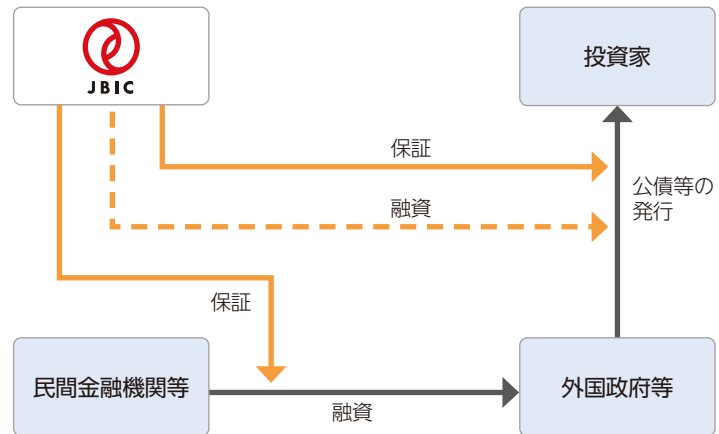 JBIC
投資家
保証
公債等の
発行
融資
保証
民間金融機関等
外国政府等
融資